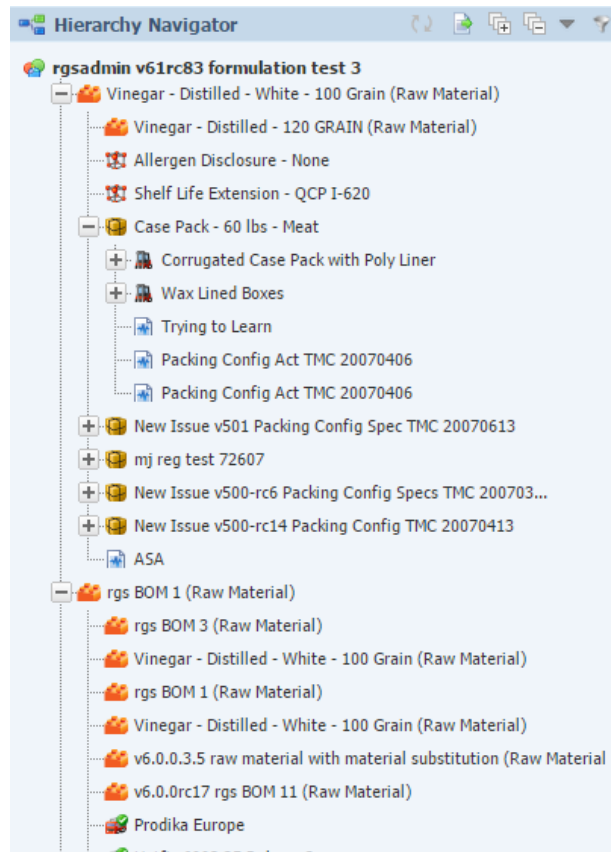 Hierarchy Navigator
rgsadmin v61rc83 formulation test 3
Vinegar - Distilled - White - 100 Grain (Raw Material)
Vinegar - Distilled - 120 GRAIN (Raw Material)
Allergen Disclosure - None
Shelf Life Extension - QCP I-620
Case Pack - 60 lbs - Meat
Corrugated Case Pack with Poly Liner
Wax Lined Boxes
Trying to Learn
Packing Config Act TMC 20070406
Packing Config Act TMC 20070406
New Issue v501 Packing Config Spec TMC 20070613
mj reg test 72607
New Issue v500-rc6 Packing Config Specs TMC 200703...
New Issue v500-rc14 Packing Config TMC 20070413
ASA
rgs BOM 1 (Raw Material)
rgs BOM 3 (Raw Material)
Vinegar - Distilled - White - 100 Grain (Raw Material)
rgs BOM 1 (Raw Material)
Vinegar - Distilled - White - 100 Grain (Raw Material)
v6.0.0.3.5 raw material with material substitution (Raw Material
v6.0.0rc17 rgs BOM 11 (Raw Material)
Prodika Europe